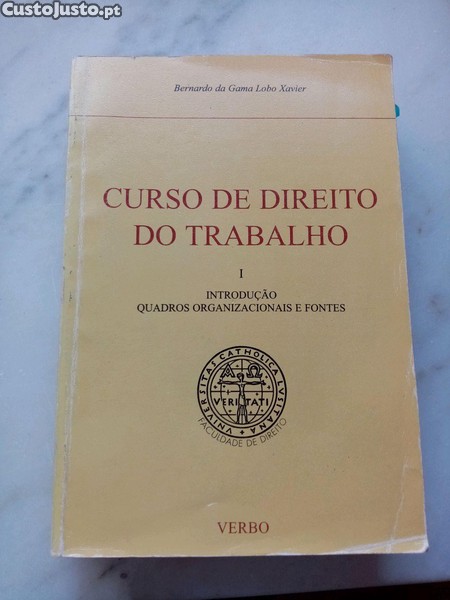 CustoJusto.pt
Bernardo da Gama Lobo Xavier
CURSO DE DIREITO
DO TRABALHO
I
INTRODUÇÃO
QUADROS ORGANIZACIONAIS E FONTES
UNIVERSITAS CATHOLICA LVSITANA
Α Ω
VERITATI
FACULDADE DE DIREITO
VERBO